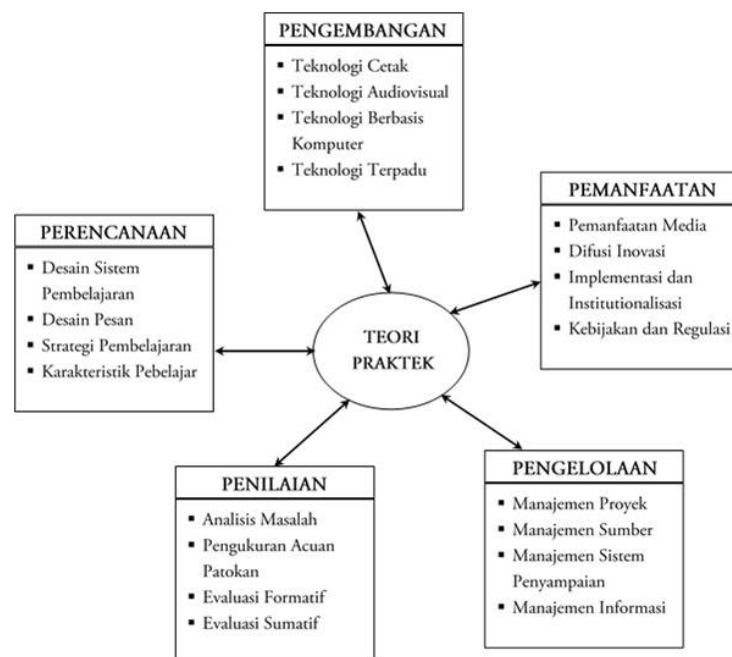 PENGEMBANGAN
▪ Teknologi Cetak
▪ Teknologi Audiovisual
▪ Teknologi Berbasis
Komputer
▪ Teknologi Terpadu
PEMANFAATAN
▪ Pemanfaatan Media
▪ Difusi Inovasi
▪ Implementasi dan
Institutionalisasi
▪ Kebijakan dan Regulasi
PERENCANAAN
▪ Desain Sistem
Pembelajaran
▪ Desain Pesan
▪ Strategi Pembelajaran
▪ Karakteristik Pebelajar
TEORI
PRAKTEK
PENILAIAN
▪ Analisis Masalah
▪ Pengukuran Acuan
Patokan
▪ Evaluasi Formatif
▪ Evaluasi Sumatif
PENGELOLAAN
▪ Manajemen Proyek
▪ Manajemen Sumber
▪ Manajemen Sistem
Penyampaian
▪ Manajemen Informasi